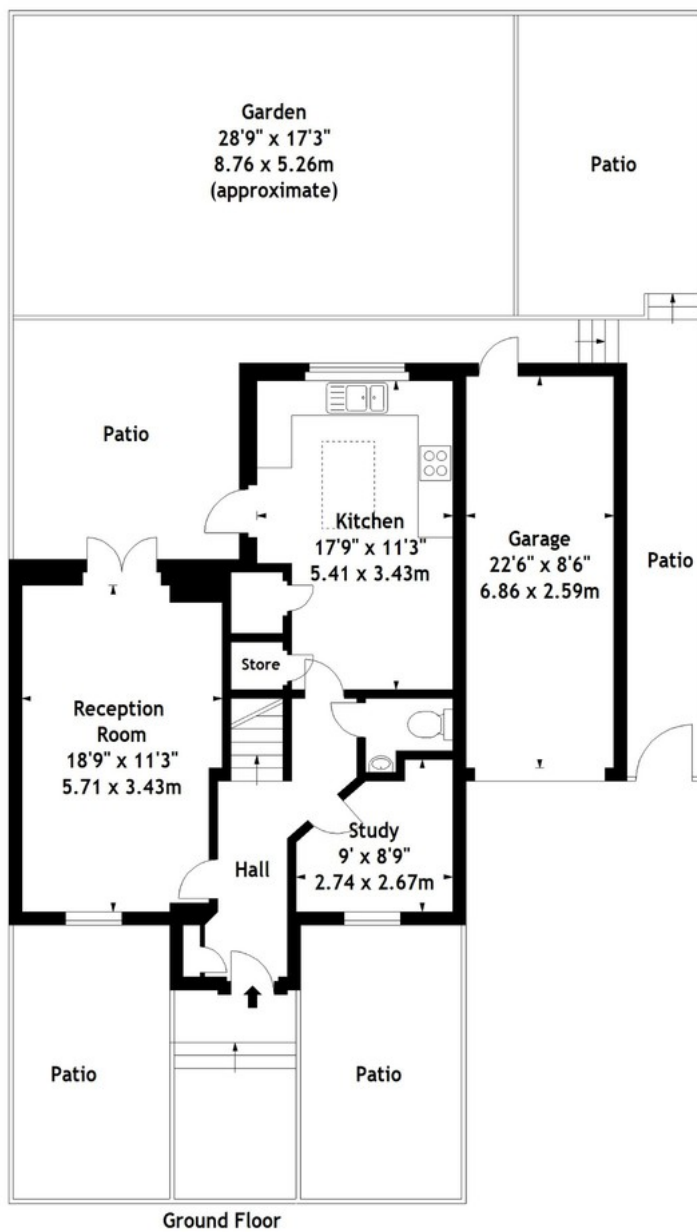 Garden
28'9" x 17'3"
8.76 x 5.26m
(approximate)
Patio
Patio
Kitchen
17'9" x 11'3"
5.41 x 3.43m
Garage
22'6" x 8'6"
6.86 x 2.59m
Patio
Store
Reception
Room
18'9" x 11'3"
5.71 x 3.43m
Study
9' x 8'9"
2.74 x 2.67m
Hall
Patio
Patio
Ground Floor